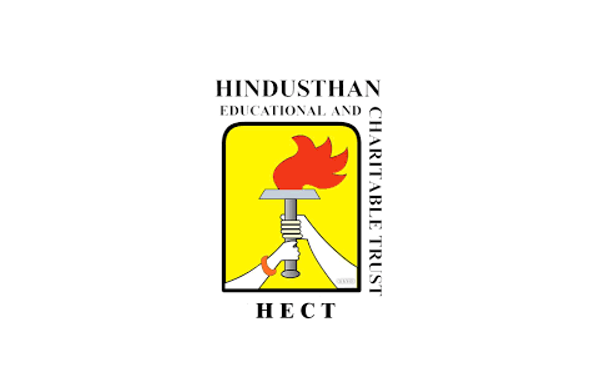 HINDUSTHAN
EDUCATIONAL AND
CHARITABLE TRUST
HECT